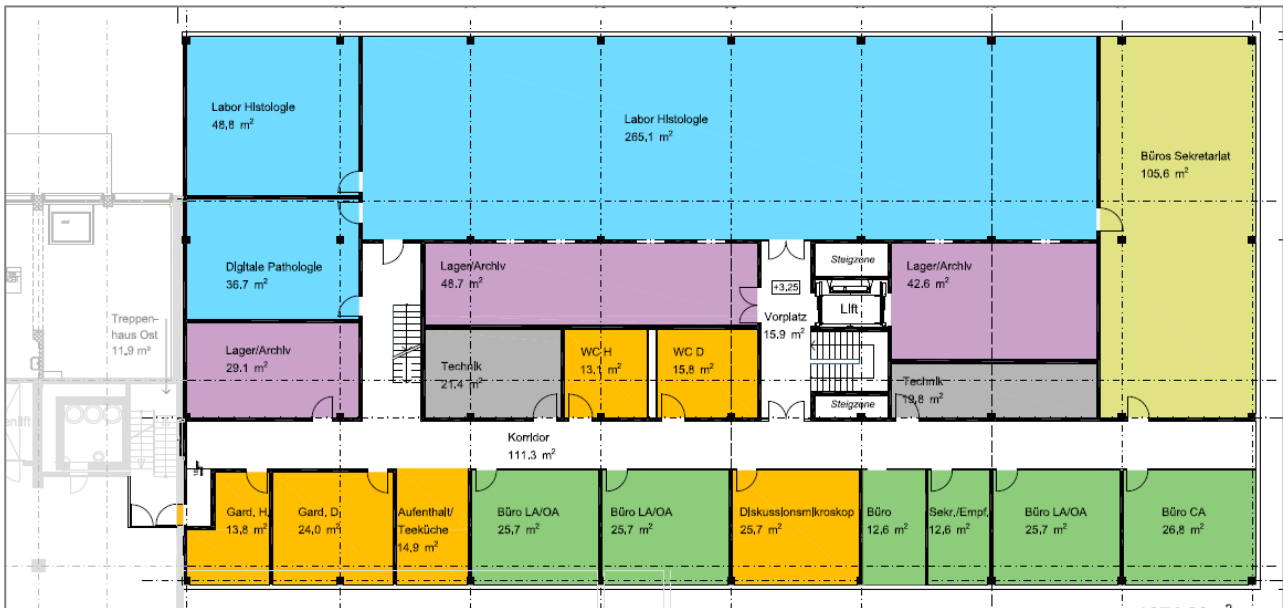 Labor Histologie
48,8 m²
Labor Histologie
265,1 m²
Büros Sekretariat
105,6 m²
Digitale Pathologie
36.7 m²
Lager/Archiv
48.7 m²
Steigzone
+3,25
Vorplatz
15.9 m²
Lift
Lager/Archiv
42.6 m²
Treppen-
haus Ost
11,9 m²
Lager/Archiv
29.1 m²
Technik
21.4 m²
WC H
13,1 m²
WC D
15,8 m²
Steigzone
Technik
19,8 m²
Korridor
111.3 m²
Gard. H.
13,8 m²
Gard. D.
24,0 m²
Aufenthalt/
Teeküche
14,9 m²
Büro LA/OA
25,7 m²
Büro LA/OA
25,7 m²
Diskussionsmikroskop
25,7 m²
Büro
12,6 m²
Sekr./Empf.
12,6 m²
Büro LA/OA
25,7 m²
Büro CA
26,8 m²